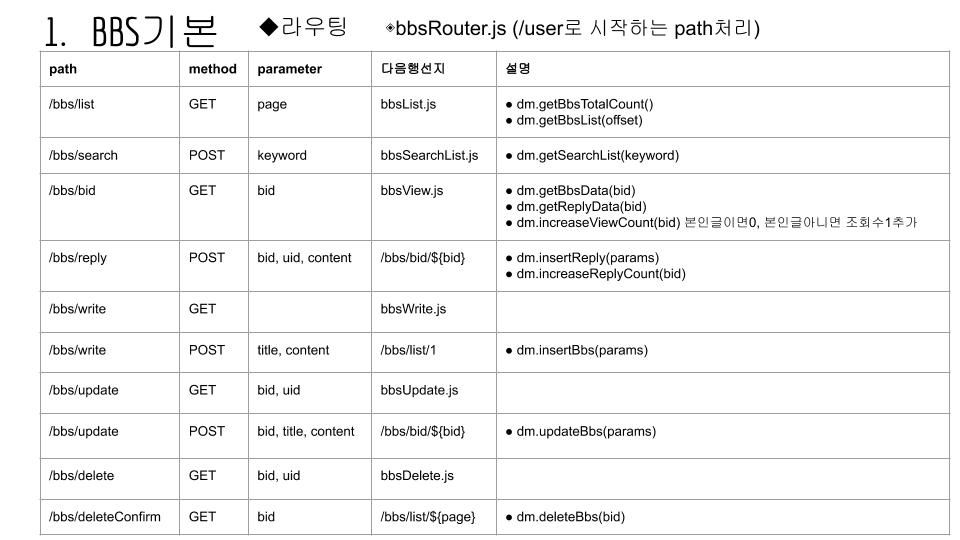 1. BBS기본 ◆라우팅 ◈bbsRouter.js (/user로 시작하는 path처리)
path method parameter 다음행선지 설명
/bbs/list GET page bbsList.js ● dm.getBbsTotalCount()
● dm.getBbsList(offset)
/bbs/search POST keyword bbsSearchList.js ● dm.getSearchList(keyword)
/bbs/bid GET bid bbsView.js ● dm.getBbsData(bid)
● dm.getReplyData(bid)
● dm.increaseViewCount(bid) 본인글이면0, 본인글아니면 조회수1추가
/bbs/reply POST bid, uid, content /bbs/bid/${bid} ● dm.insertReply(params)
● dm.increaseReplyCount(bid)
/bbs/write GET bbsWrite.js
/bbs/write POST title, content /bbs/list/1 ● dm.insertBbs(params)
/bbs/update GET bid, uid bbsUpdate.js
/bbs/update POST bid, title, content /bbs/bid/${bid} ● dm.updateBbs(params)
/bbs/delete GET bid, uid bbsDelete.js
/bbs/deleteConfirm GET bid /bbs/list/${page} ● dm.deleteBbs(bid)